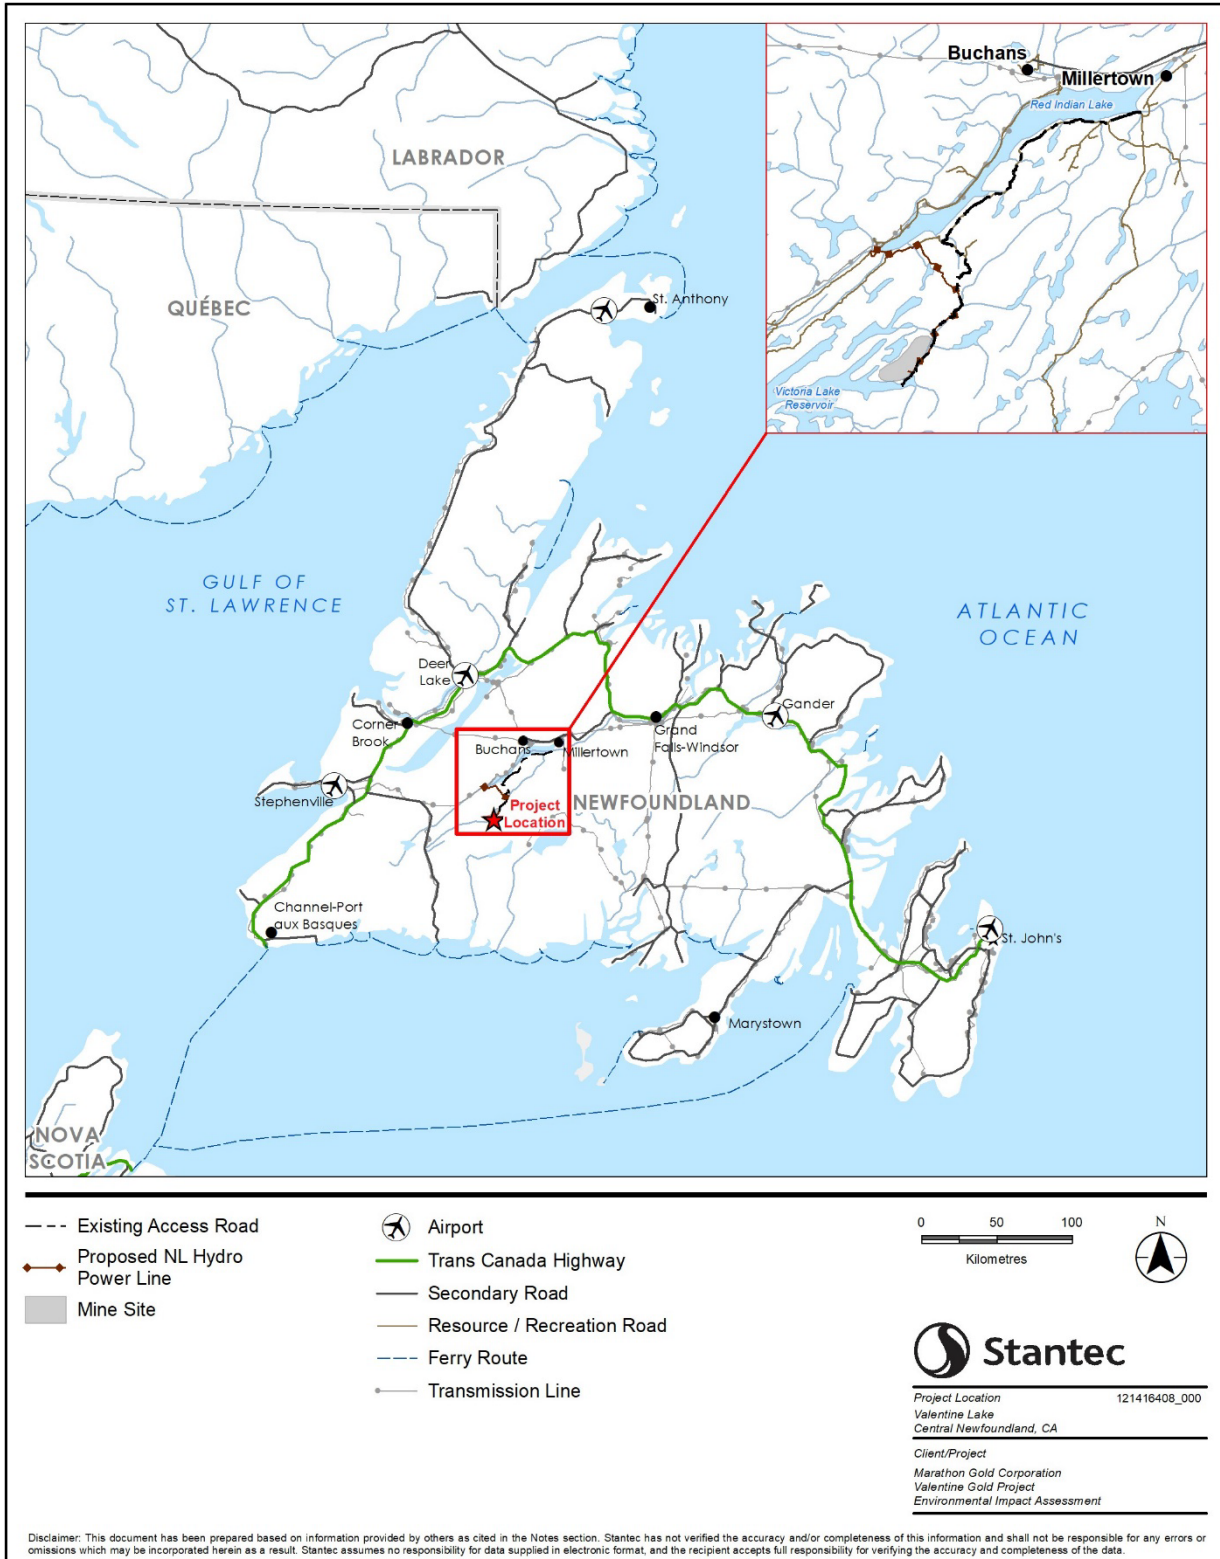 Buchans
Millertown
Red Indian Lake
Victoria Lake
Reservoir
LABRADOR
QUÉBEC
St. Anthony
GULF OF
ST. LAWRENCE
ATLANTIC
OCEAN
Deer
Lake
Corner
Brook
Gander
Grand
Falls-Windsor
Buchans
Millertown
Stephenville
NEWFOUNDLAND
Project
Location
Channel-Port
aux Basques
St. John's
Marystown
NOVA
SCOTIA
Existing Access Road
Proposed NL Hydro
Power Line
Mine Site
Airport
Trans Canada Highway
Secondary Road
Resource / Recreation Road
Ferry Route
Transmission Line
0 50 100
Kilometres
N
Stantec
Project Location 121416408_000
Valentine Lake
Central Newfoundland, CA
Client/Project
Marathon Gold Corporation
Valentine Gold Project
Environmental Impact Assessment
Disclaimer: This document has been prepared based on information provided by others as cited in the Notes section. Stantec has not verified the accuracy and/or completeness of this information and shall not be responsible for any errors or
omissions which may be incorporated herein as a result. Stantec assumes no responsibility for data supplied in electronic format, and the recipient accepts full responsibility for verifying the accuracy and completeness of the data.